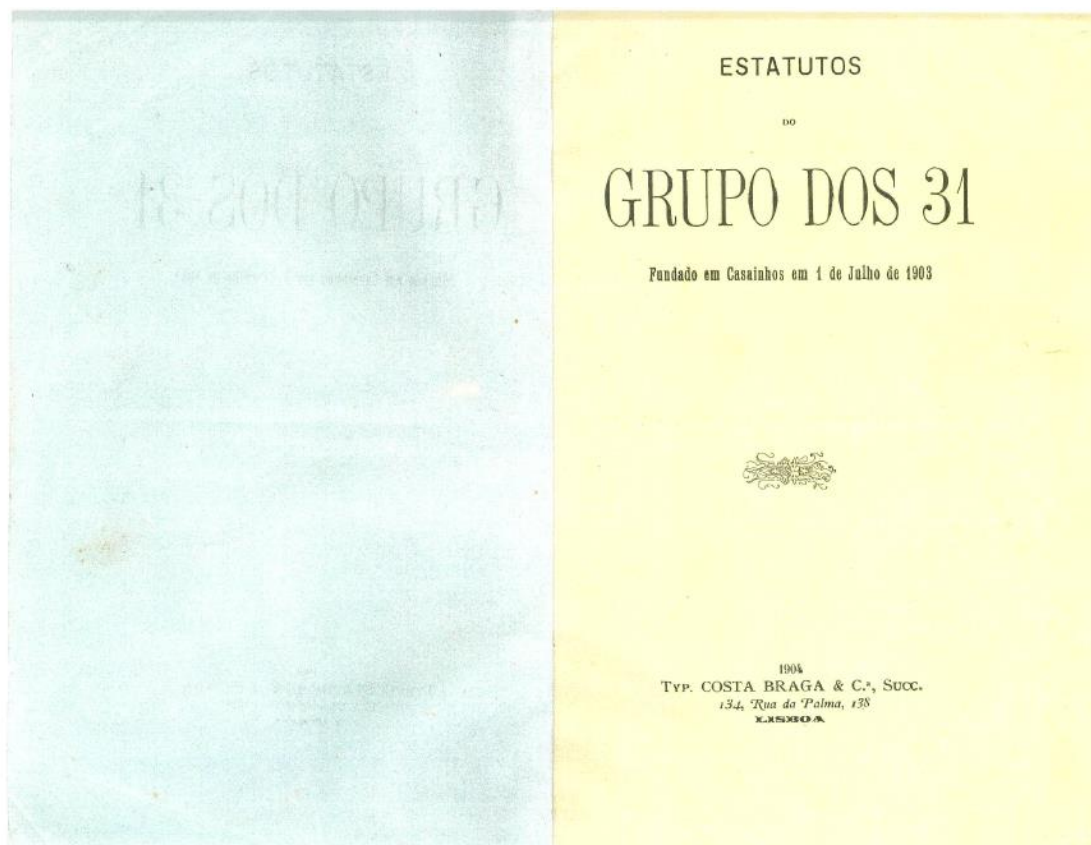 ESTATUTOS
DO
GRUPO DOS 31
Fundado em Casainhos em 1 de Julho de 1903
1904
TYP. COSTA BRAGA & C.ª, SUCC.
134, Rua da Palma, 138
LISBOA